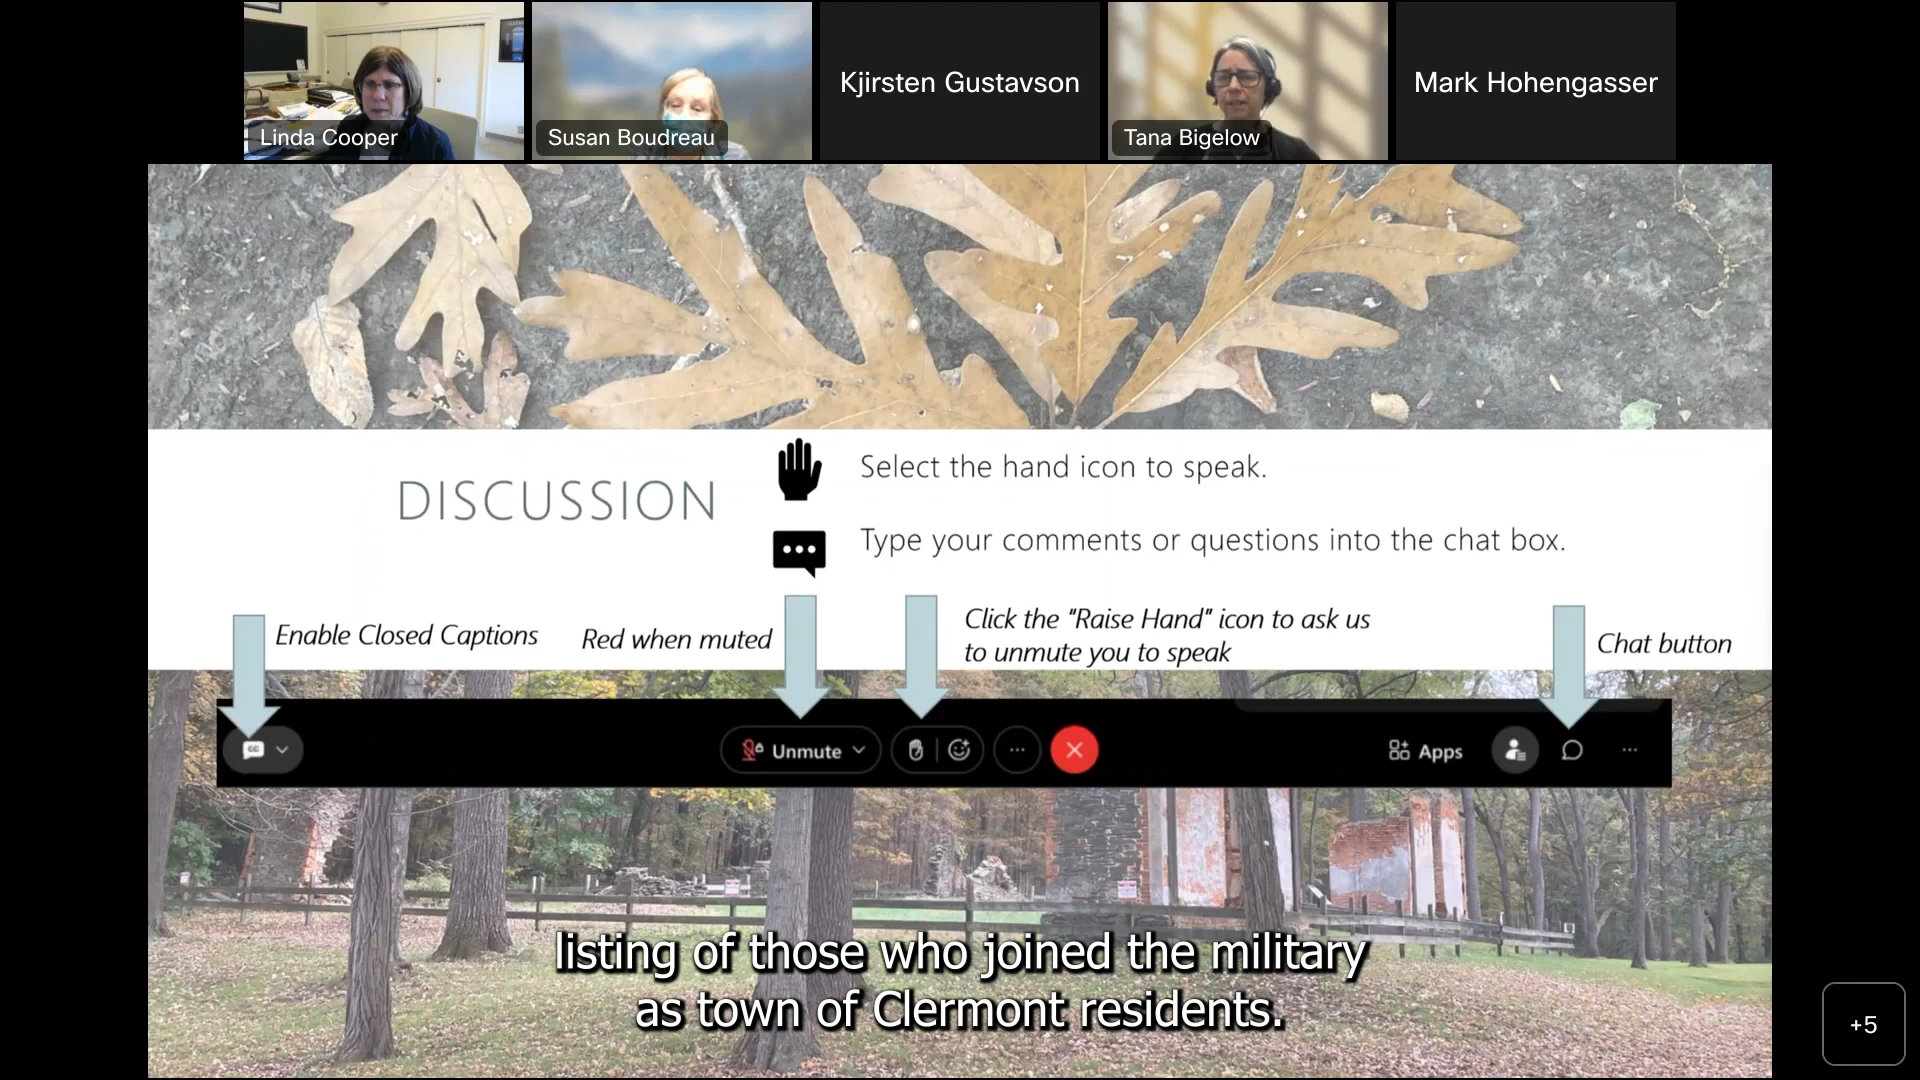 Linda Cooper
Susan Boudreau
Kjirsten Gustavson
Tana Bigelow
Mark Hohengasser
DISCUSSION
Select the hand icon to speak.
Type your comments or questions into the chat box.
Enable Closed Captions
Red when muted
Click the "Raise Hand" icon to ask us
to unmute you to speak
Chat button
CC
Unmute
Apps
listing of those who joined the military
as town of Clermont residents.
+5